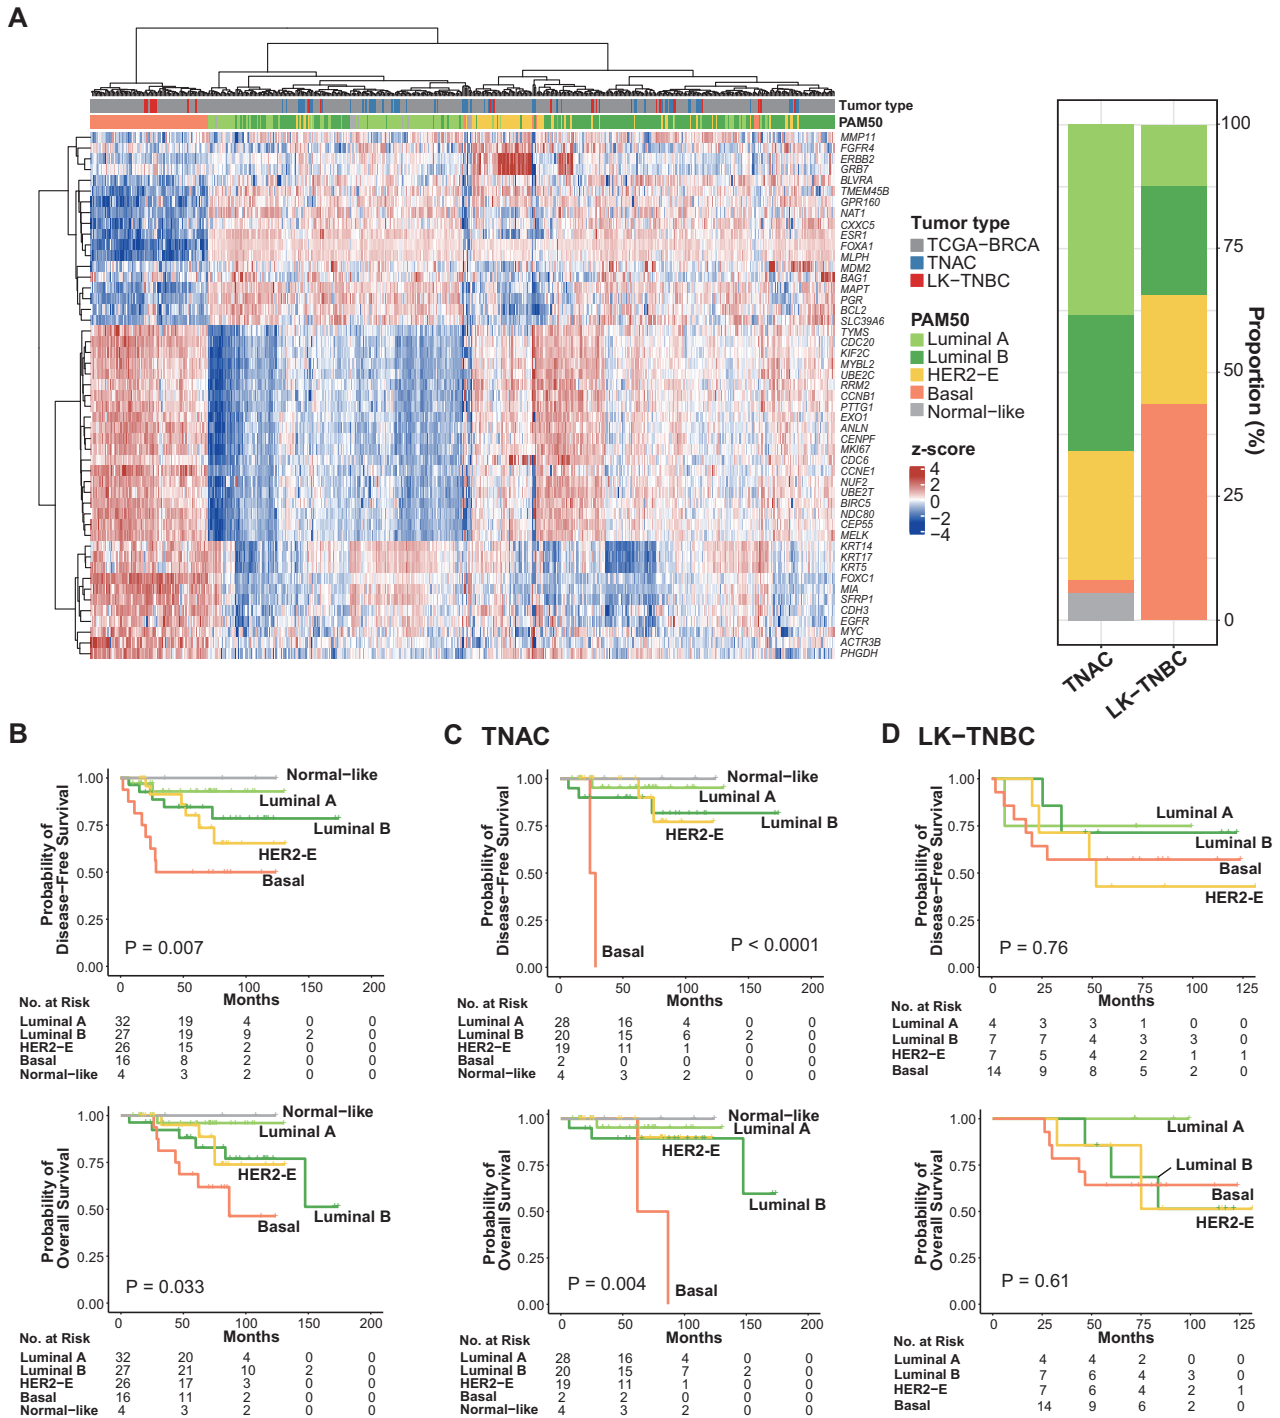 A
Tumor type
PAM50
MMP11
FGFR4
ERBB2
GRB7
BLVRA
TMEM45B
GPR160
NAT1
CXXC5
ESR1
FOXA1
MLPH
MDM2
BAG1
MAPT
PGR
BCL2
SLC39A6
TYMS
CDC20
KIF2C
MYBL2
UBE2C
RRM2
CCNB1
PTTG1
EXO1
ANLN
CENPF
MKI67
CDC6
CCNE1
NUF2
UBE2T
BIRC5
NDC80
CEP55
MELK
KRT14
KRT17
KRT5
FOXC1
MIA
SFRP1
CDH3
EGFR
MYC
ACTR3B
PHGDH
Tumor type
TCGA−BRCA
TNAC
LK−TNBC
PAM50
Luminal A
Luminal B
HER2−E
Basal
Normal−like
z−score
4
2
0
−2
−4
100
75
50
25
0
Proportion (%)
TNAC
LK−TNBC
B
Probability of
Disease−Free Survival
1.00
0.75
0.50
0.25
0.00
Normal−like
Luminal A
Luminal B
HER2-E
Basal
P = 0.007
0 50 100 150 200
Months
No. at Risk
Luminal A 32 19 4 0 0
Luminal B 27 19 9 2 0
HER2−E 26 15 2 0 0
Basal 16 8 2 0 0
Normal−like 4 3 2 0 0
Probability of
Overall Survival
1.00
0.75
0.50
0.25
0.00
Normal−like
Luminal A
HER2-E
Luminal B
Basal
P = 0.033
0 50 100 150 200
Months
No. at Risk
Luminal A 32 20 4 0 0
Luminal B 27 21 10 2 0
HER2−E 26 17 3 0 0
Basal 16 11 2 0 0
Normal−like 4 3 2 0 0
C TNAC
Probability of
Disease−Free Survival
1.00
0.75
0.50
0.25
0.00
Normal−like
Luminal A
Luminal B
HER2-E
Basal
P < 0.0001
0 50 100 150 200
Months
No. at Risk
Luminal A 28 16 4 0 0
Luminal B 20 15 6 2 0
HER2−E 19 11 1 0 0
Basal 2 0 0 0 0
Normal−like 4 3 2 0 0
Probability of
Overall Survival
1.00
0.75
0.50
0.25
0.00
Normal−like
Luminal A
HER2-E
Luminal B
Basal
P = 0.004
0 50 100 150 200
Months
No. at Risk
Luminal A 28 16 4 0 0
Luminal B 20 15 7 2 0
HER2−E 19 11 1 0 0
Basal 2 2 0 0 0
Normal−like 4 3 2 0 0
D LK−TNBC
Probability of
Disease−Free Survival
1.00
0.75
0.50
0.25
0.00
Luminal A
Luminal B
Basal
HER2-E
P = 0.76
0 25 50 75 100 125
Months
No. at Risk
Luminal A 4 3 3 1 0 0
Luminal B 7 7 4 3 3 0
HER2−E 7 5 4 2 1 1
Basal 14 9 8 5 2 0
Probability of
Overall Survival
1.00
0.75
0.50
0.25
0.00
Luminal A
Luminal B
Basal
HER2-E
P = 0.61
0 25 50 75 100 125
Months
No. at Risk
Luminal A 4 4 2 0 0
Luminal B 7 6 4 3 0
HER2−E 7 6 4 2 1
Basal 14 9 6 2 0